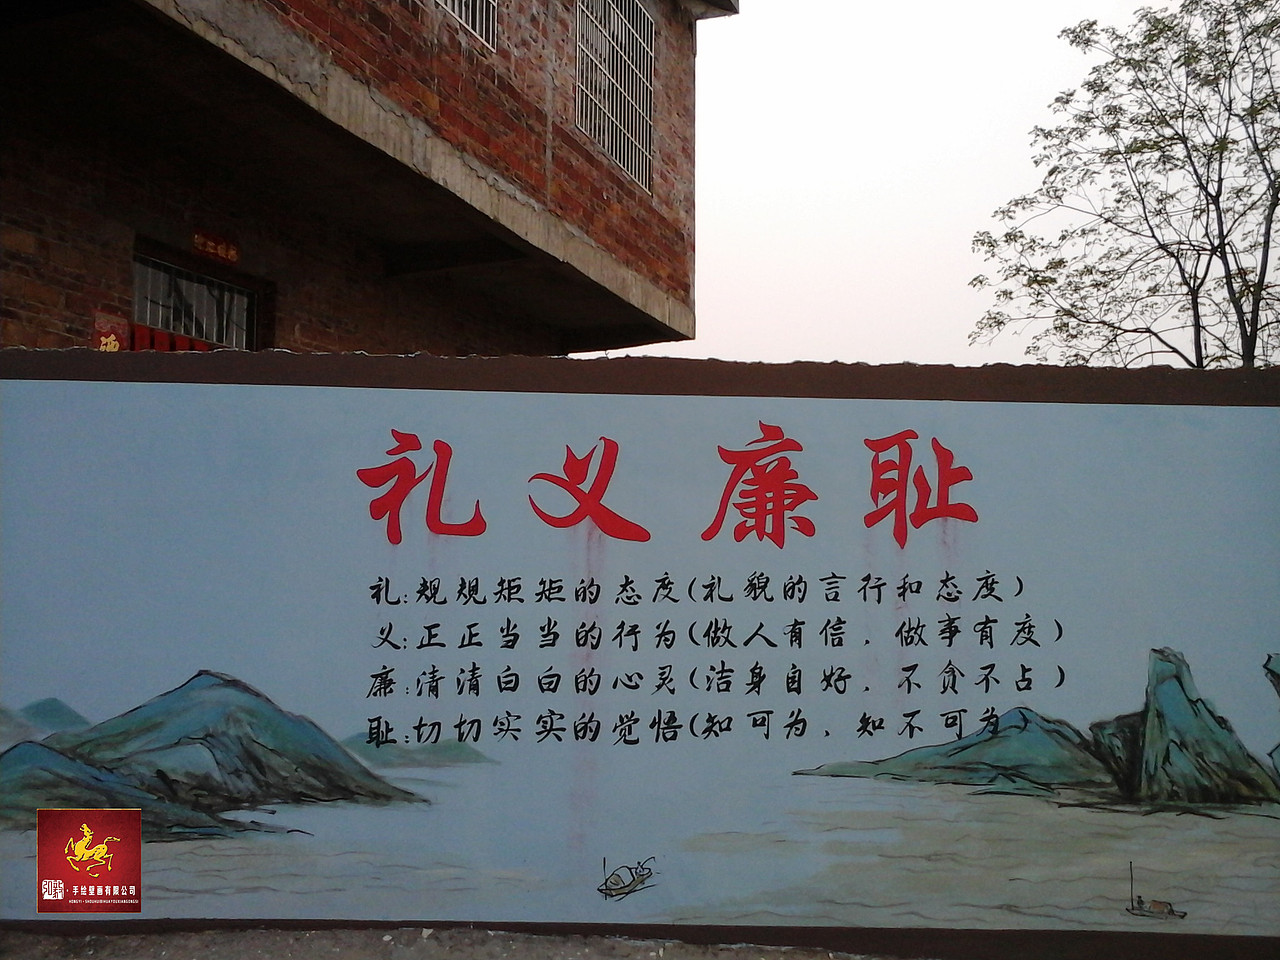 礼义廉耻
礼:规规矩矩的态度(礼貌的言行和态度)
义:正正当当的行为(做人有信,做事有度)
廉:清清白白的心灵(洁身自好,不贪不占)
耻:切切实实的觉悟(知可为,知不可为)
手绘壁画有限公司